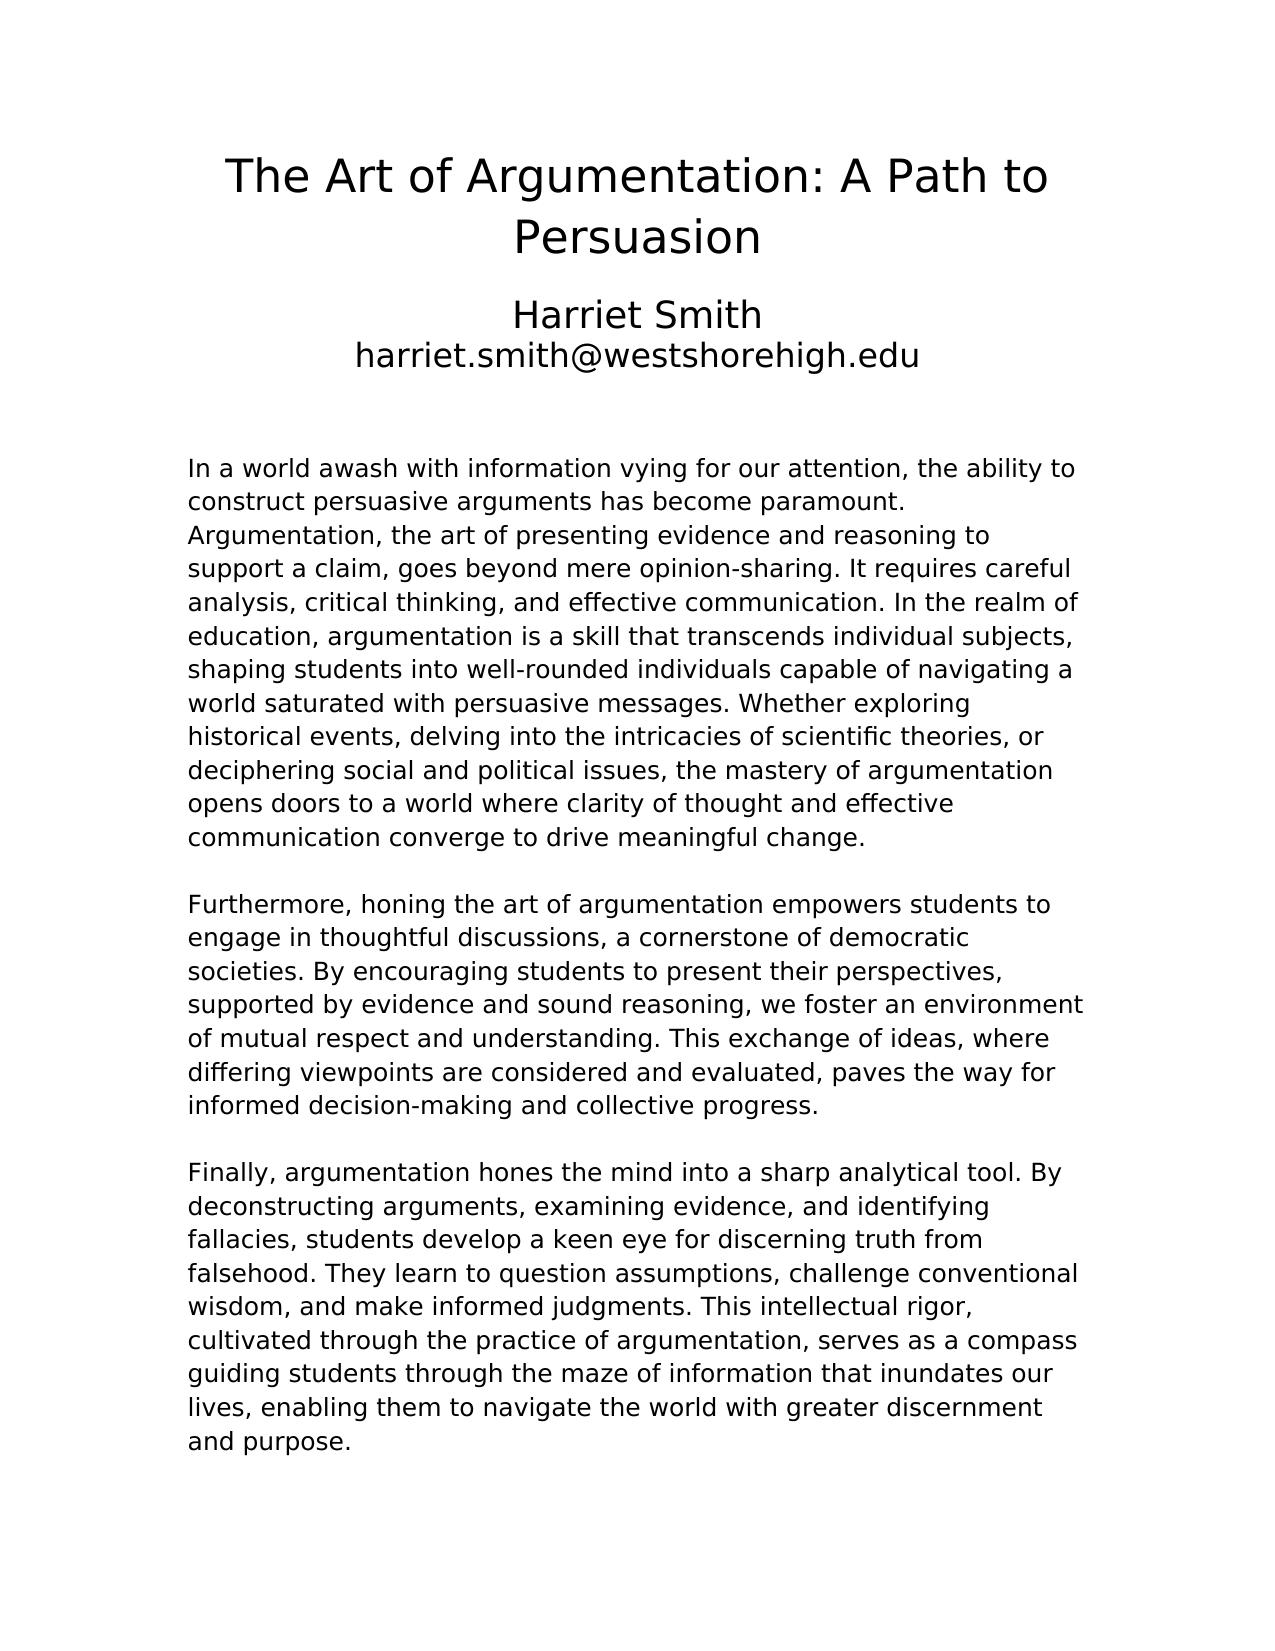 The Art of Argumentation: A Path to
Persuasion
Harriet Smith
harriet.smith@westshorehigh.edu
In a world awash with information vying for our attention, the ability to
construct persuasive arguments has become paramount.
Argumentation, the art of presenting evidence and reasoning to
support a claim, goes beyond mere opinion-sharing. It requires careful
analysis, critical thinking, and effective communication. In the realm of
education, argumentation is a skill that transcends individual subjects,
shaping students into well-rounded individuals capable of navigating a
world saturated with persuasive messages. Whether exploring
historical events, delving into the intricacies of scientific theories, or
deciphering social and political issues, the mastery of argumentation
opens doors to a world where clarity of thought and effective
communication converge to drive meaningful change.
Furthermore, honing the art of argumentation empowers students to
engage in thoughtful discussions, a cornerstone of democratic
societies. By encouraging students to present their perspectives,
supported by evidence and sound reasoning, we foster an environment
of mutual respect and understanding. This exchange of ideas, where
differing viewpoints are considered and evaluated, paves the way for
informed decision-making and collective progress.
Finally, argumentation hones the mind into a sharp analytical tool. By
deconstructing arguments, examining evidence, and identifying
fallacies, students develop a keen eye for discerning truth from
falsehood. They learn to question assumptions, challenge conventional
wisdom, and make informed judgments. This intellectual rigor,
cultivated through the practice of argumentation, serves as a compass
guiding students through the maze of information that inundates our
lives, enabling them to navigate the world with greater discernment
and purpose.